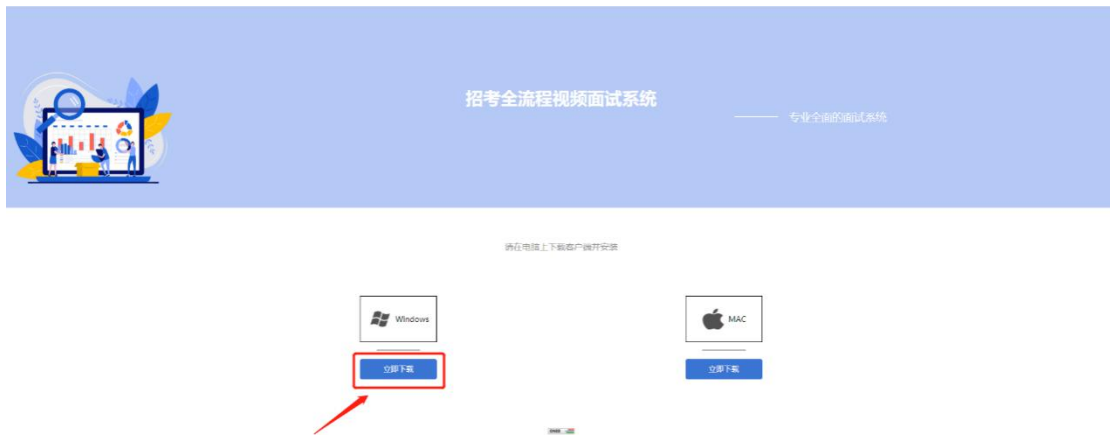 招考全流程视频面试系统
—— 专业全面的面试系统
请在电脑上下载客户端并安装
Windows
MAC
立即下载
立即下载